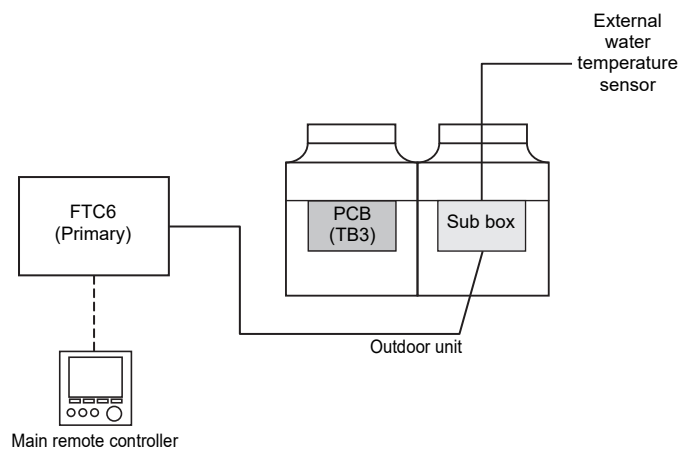 External
water
temperature
sensor
FTC6
(Primary)
PCB
(TB3)
Sub box
Outdoor unit
Main remote controller